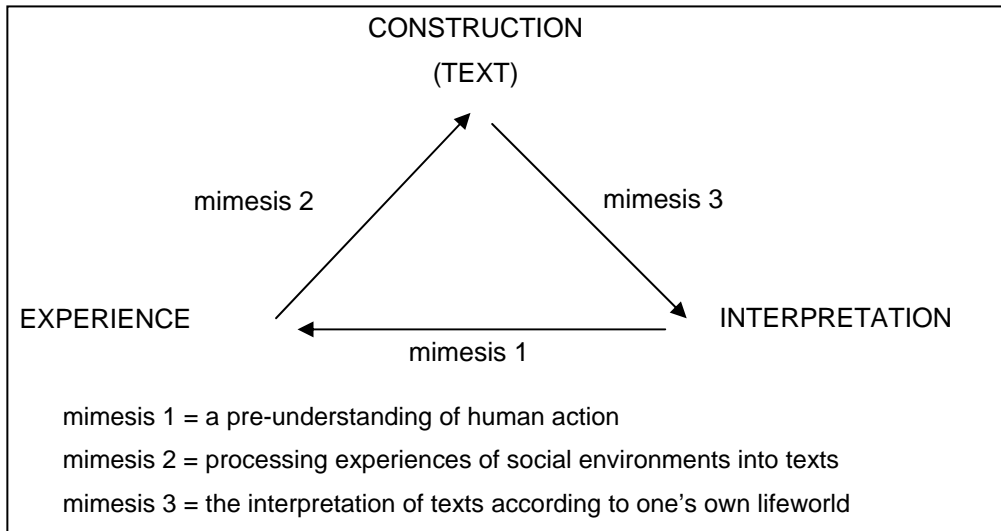 CONSTRUCTION
(TEXT)
mimesis 2
mimesis 3
EXPERIENCE
INTERPRETATION
mimesis 1
mimesis 1 = a pre-understanding of human action
mimesis 2 = processing experiences of social environments into texts
mimesis 3 = the interpretation of texts according to one’s own lifeworld